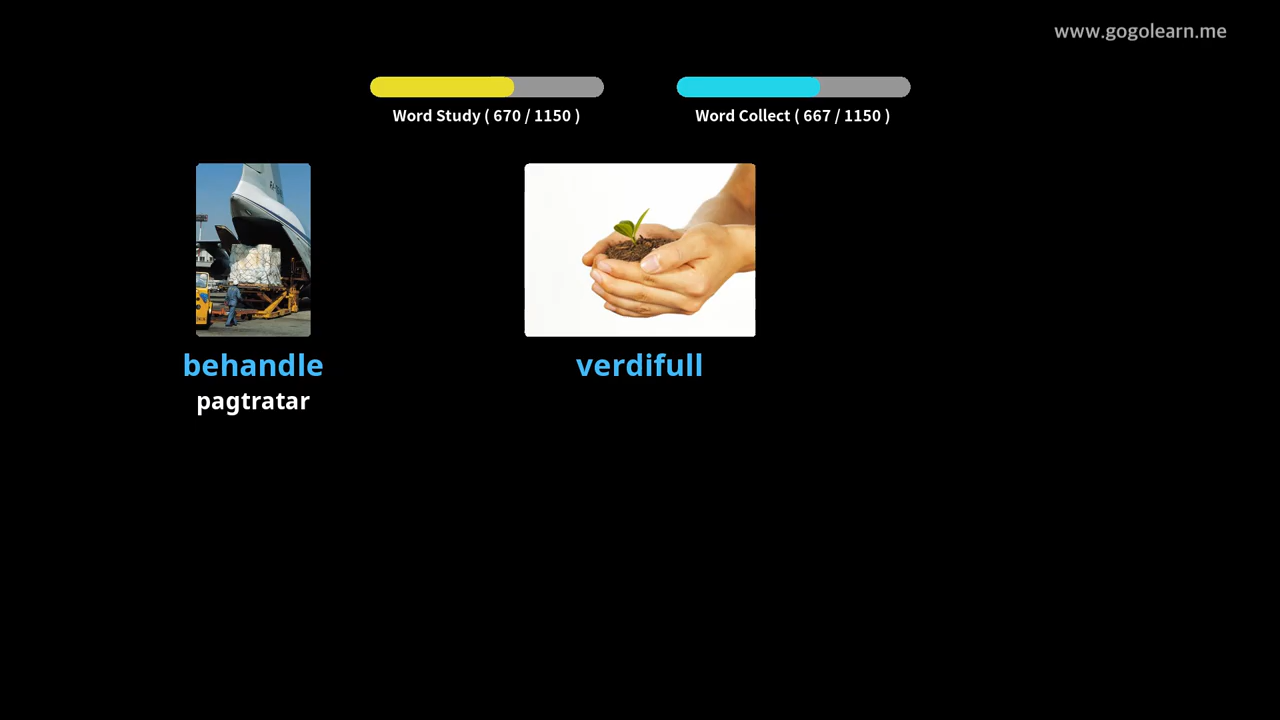 www.gogolearn.me
Word Study ( 670 / 1150 )
Word Collect ( 667 / 1150 )
behandle
verdifull
pagtratar